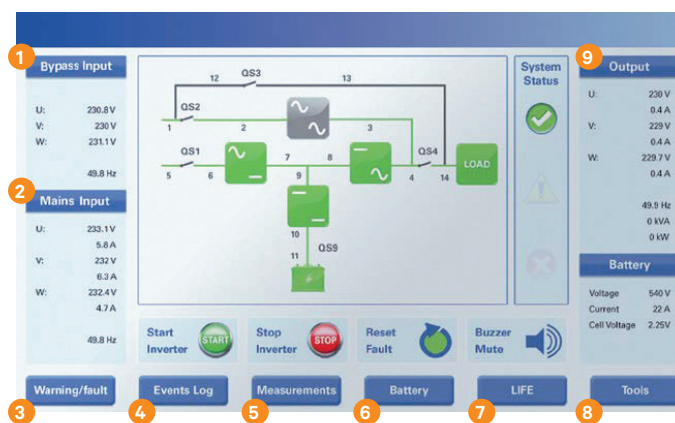 1
Bypass Input
U: 230.8 V
V: 230 V
W: 231.1 V
49.8 Hz
2
Mains Input
U: 233.1 V
5.8 A
V: 232 V
6.3 A
W: 232.4 V
4.7 A
49.8 Hz
12 QS3 13
QS2
1 2 3
QS1 QS4
LOAD
5 6 7 8 4 14
9
10
QS9
11
System
Status
9
Output
U: 230 V
0.4 A
V: 229 V
0.4 A
W: 229.7 V
0.4 A
49.9 Hz
0 kVA
0 kW
Battery
Voltage 540 V
Current 22 A
Cell Voltage 2.25V
Start
Inverter
START
Stop
Inverter
STOP
Reset
Fault
Buzzer
Mute
Warning/fault
Events Log
Measurements
Battery
LIFE
Tools
3
4
5
6
7
8